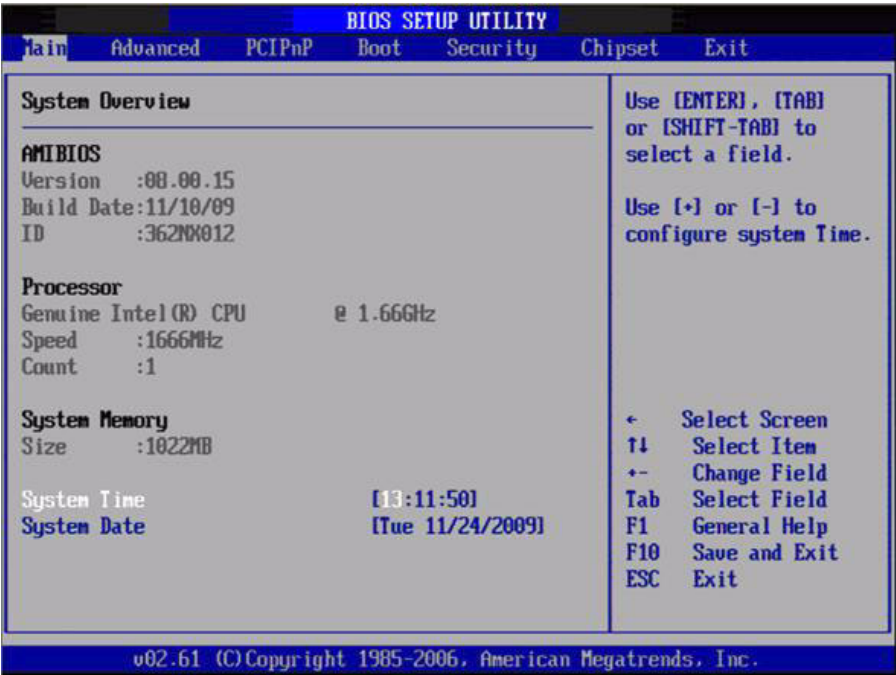 BIOS SETUP UTILITY
Main Advanced PCIPnP Boot Security Chipset Exit
System Overview
AMIBIOS
Version :08.00.15
Build Date:11/10/09
ID :362NX012
Processor
Genuine Intel(R) CPU @ 1.66GHz
Speed :1666MHz
Count :1
System Memory
Size :1022MB
System Time [13:11:50]
System Date [Tue 11/24/2009]
Use [ENTER], [TAB]
or [SHIFT-TAB] to
select a field.
Use [+] or [-] to
configure system Time.
← Select Screen
↑↓ Select Item
+- Change Field
Tab Select Field
F1 General Help
F10 Save and Exit
ESC Exit
v02.61 (C)Copyright 1985-2006, American Megatrends, Inc.